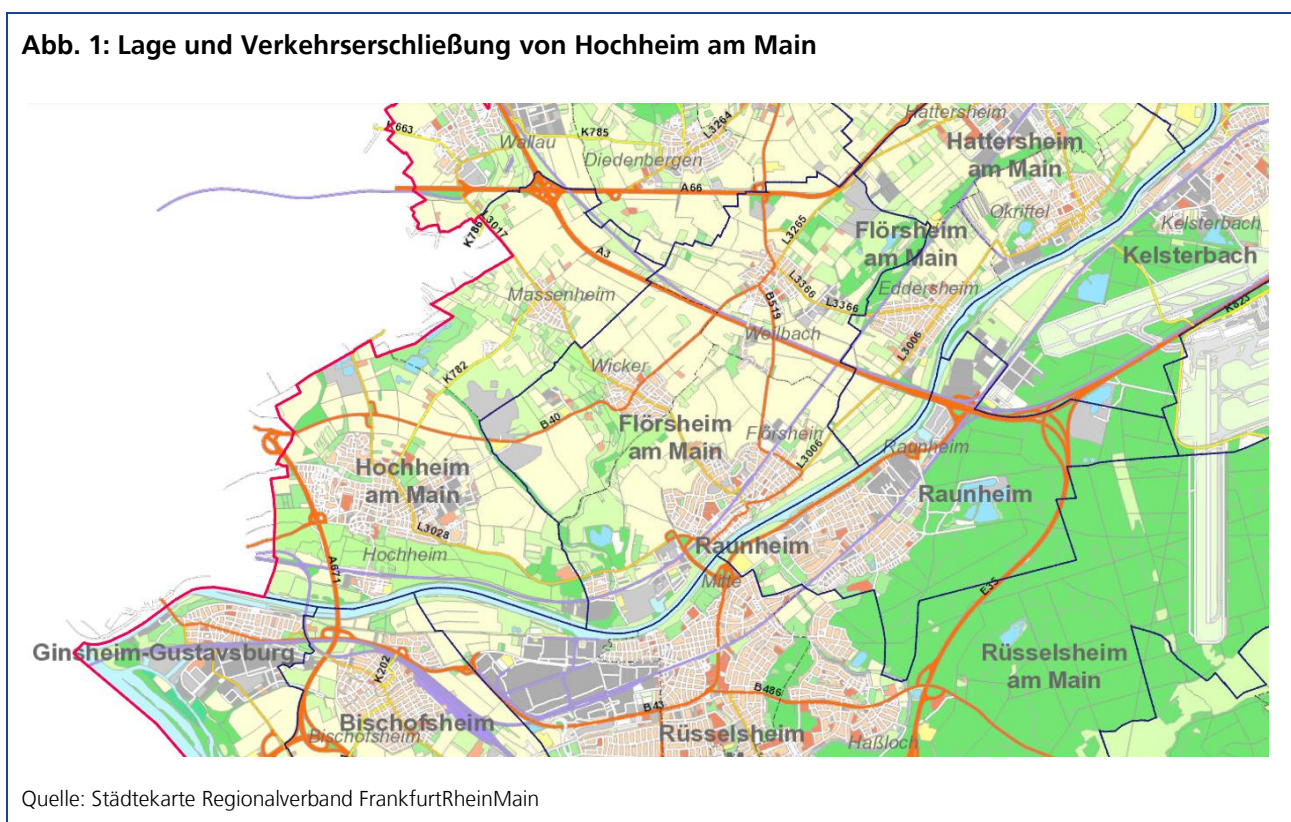 Abb. 1: Lage und Verkehrserschließung von Hochheim am Main
K663
K785
L3264
Hattersheim
Wallau
Diedenbergen
Hattersheim
am Main
A66
Okriftel
Kelsterbach
L3017
K786
L3265
Flörsheim
am Main
Kelsterbach
A3
Massenheim
B519
L3366
L3366
Eddersheim
K823
Weilbach
L3006
Wicker
K782
B40
Flörsheim
am Main
Flörsheim
L3006
Raunheim
Hochheim
am Main
Raunheim
L3028
Hochheim
Raunheim
Mitte
A671
E35
Ginsheim-Gustavsburg
K202
Rüsselsheim
am Main
B486
B43
Bischofsheim
Bischofsheim
Rüsselsheim
Haßloch
Quelle: Städtekarte Regionalverband FrankfurtRheinMain